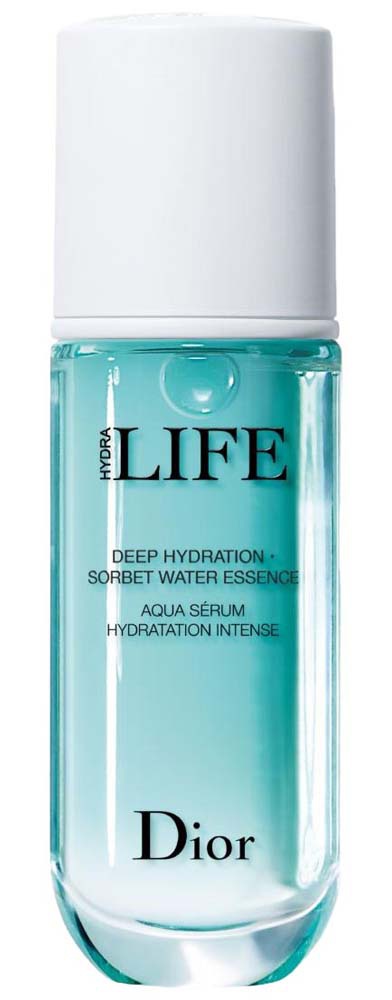 HYDRA
LIFE
DEEP HYDRATION •
SORBET WATER ESSENCE
AQUA SÉRUM
HYDRATATION INTENSE
Dior